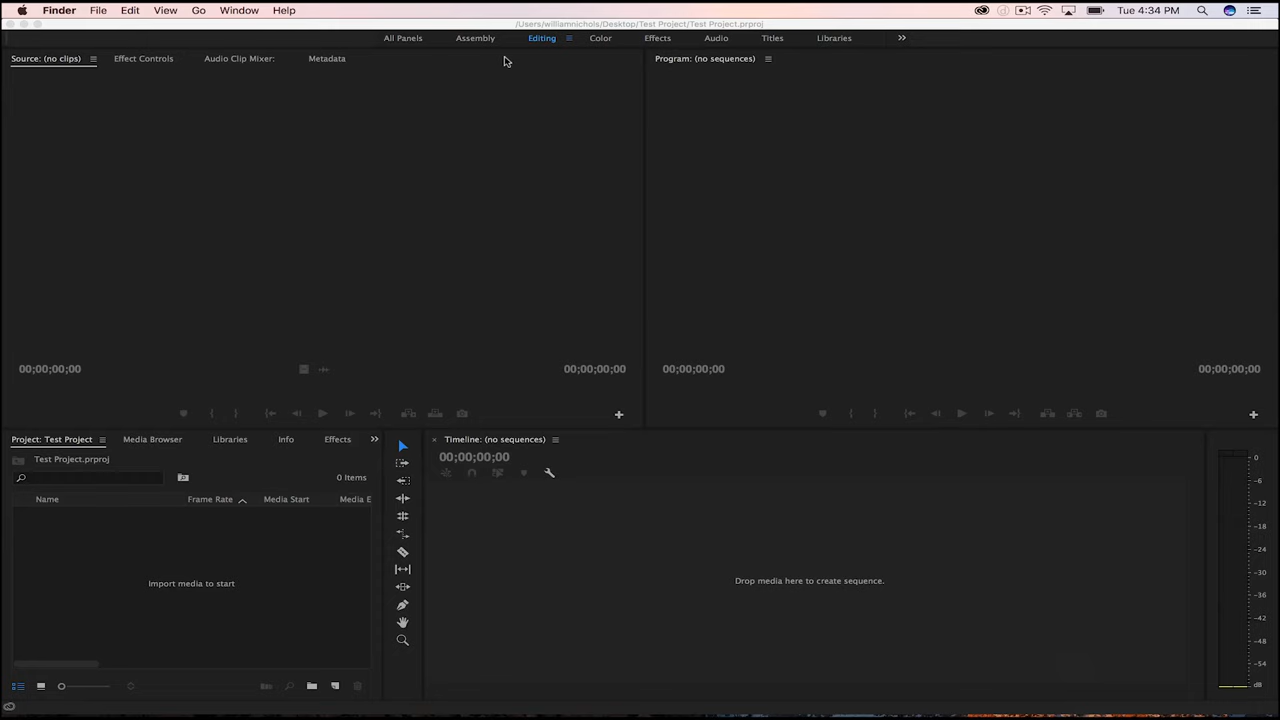 Finder File Edit View Go Window Help Tue 4:34 PM
/Users/williamnichols/Desktop/Test Project/Test Project.prproj
All Panels Assembly Editing Color Effects Audio Titles Libraries
Source: (no clips) Effect Controls Audio Clip Mixer: Metadata Program: (no sequences)
00;00;00;00 00;00;00;00 00;00;00;00 00;00;00;00
Project: Test Project Media Browser Libraries Info Effects Timeline: (no sequences)
Test Project.prproj 00;00;00;00
0 Items
Name Frame Rate Media Start Media E
Import media to start
Drop media here to create sequence.
0
-6
-12
-18
-24
-30
-36
-42
-48
-54
dB